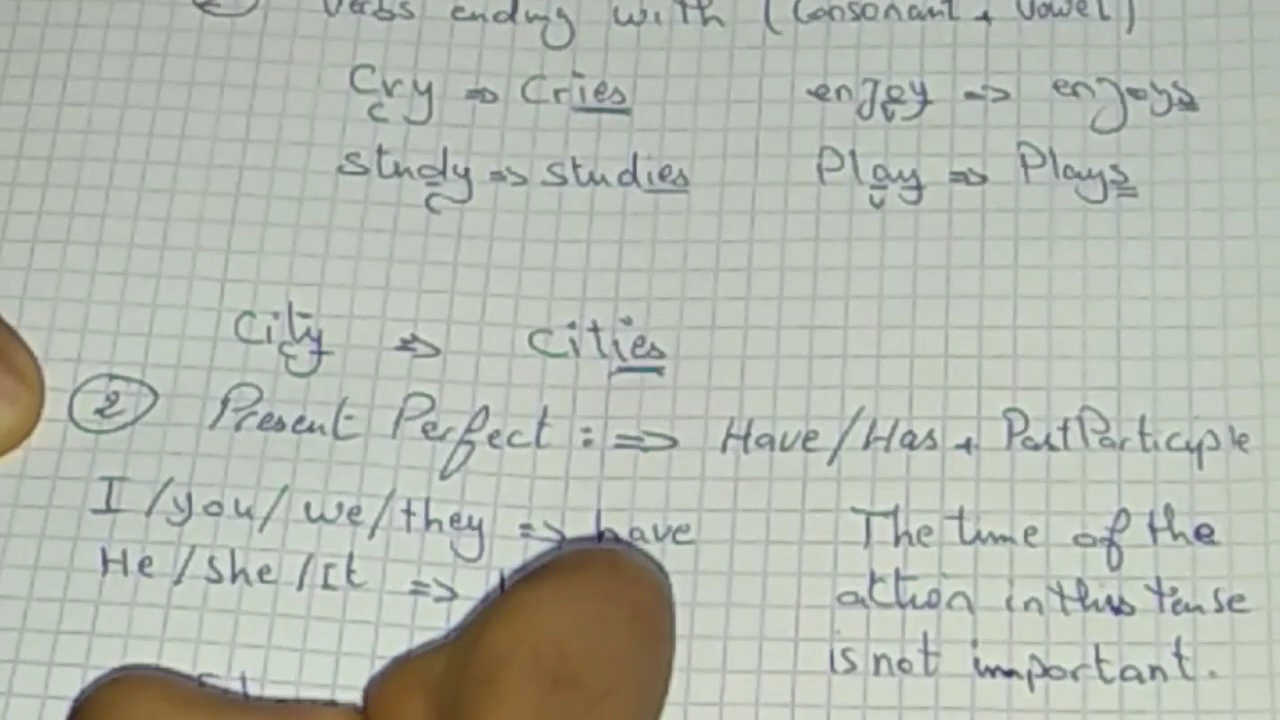 Verbs ending with (Consonant + Vowel)
Cry => Cries enjoy => enjoys
study => studies Play => Plays
City => Cities
2 Present Perfect : => Have/Has + Past Participle
I/you/we/they => have The time of the
He/She/It => action in this tense
is not important.